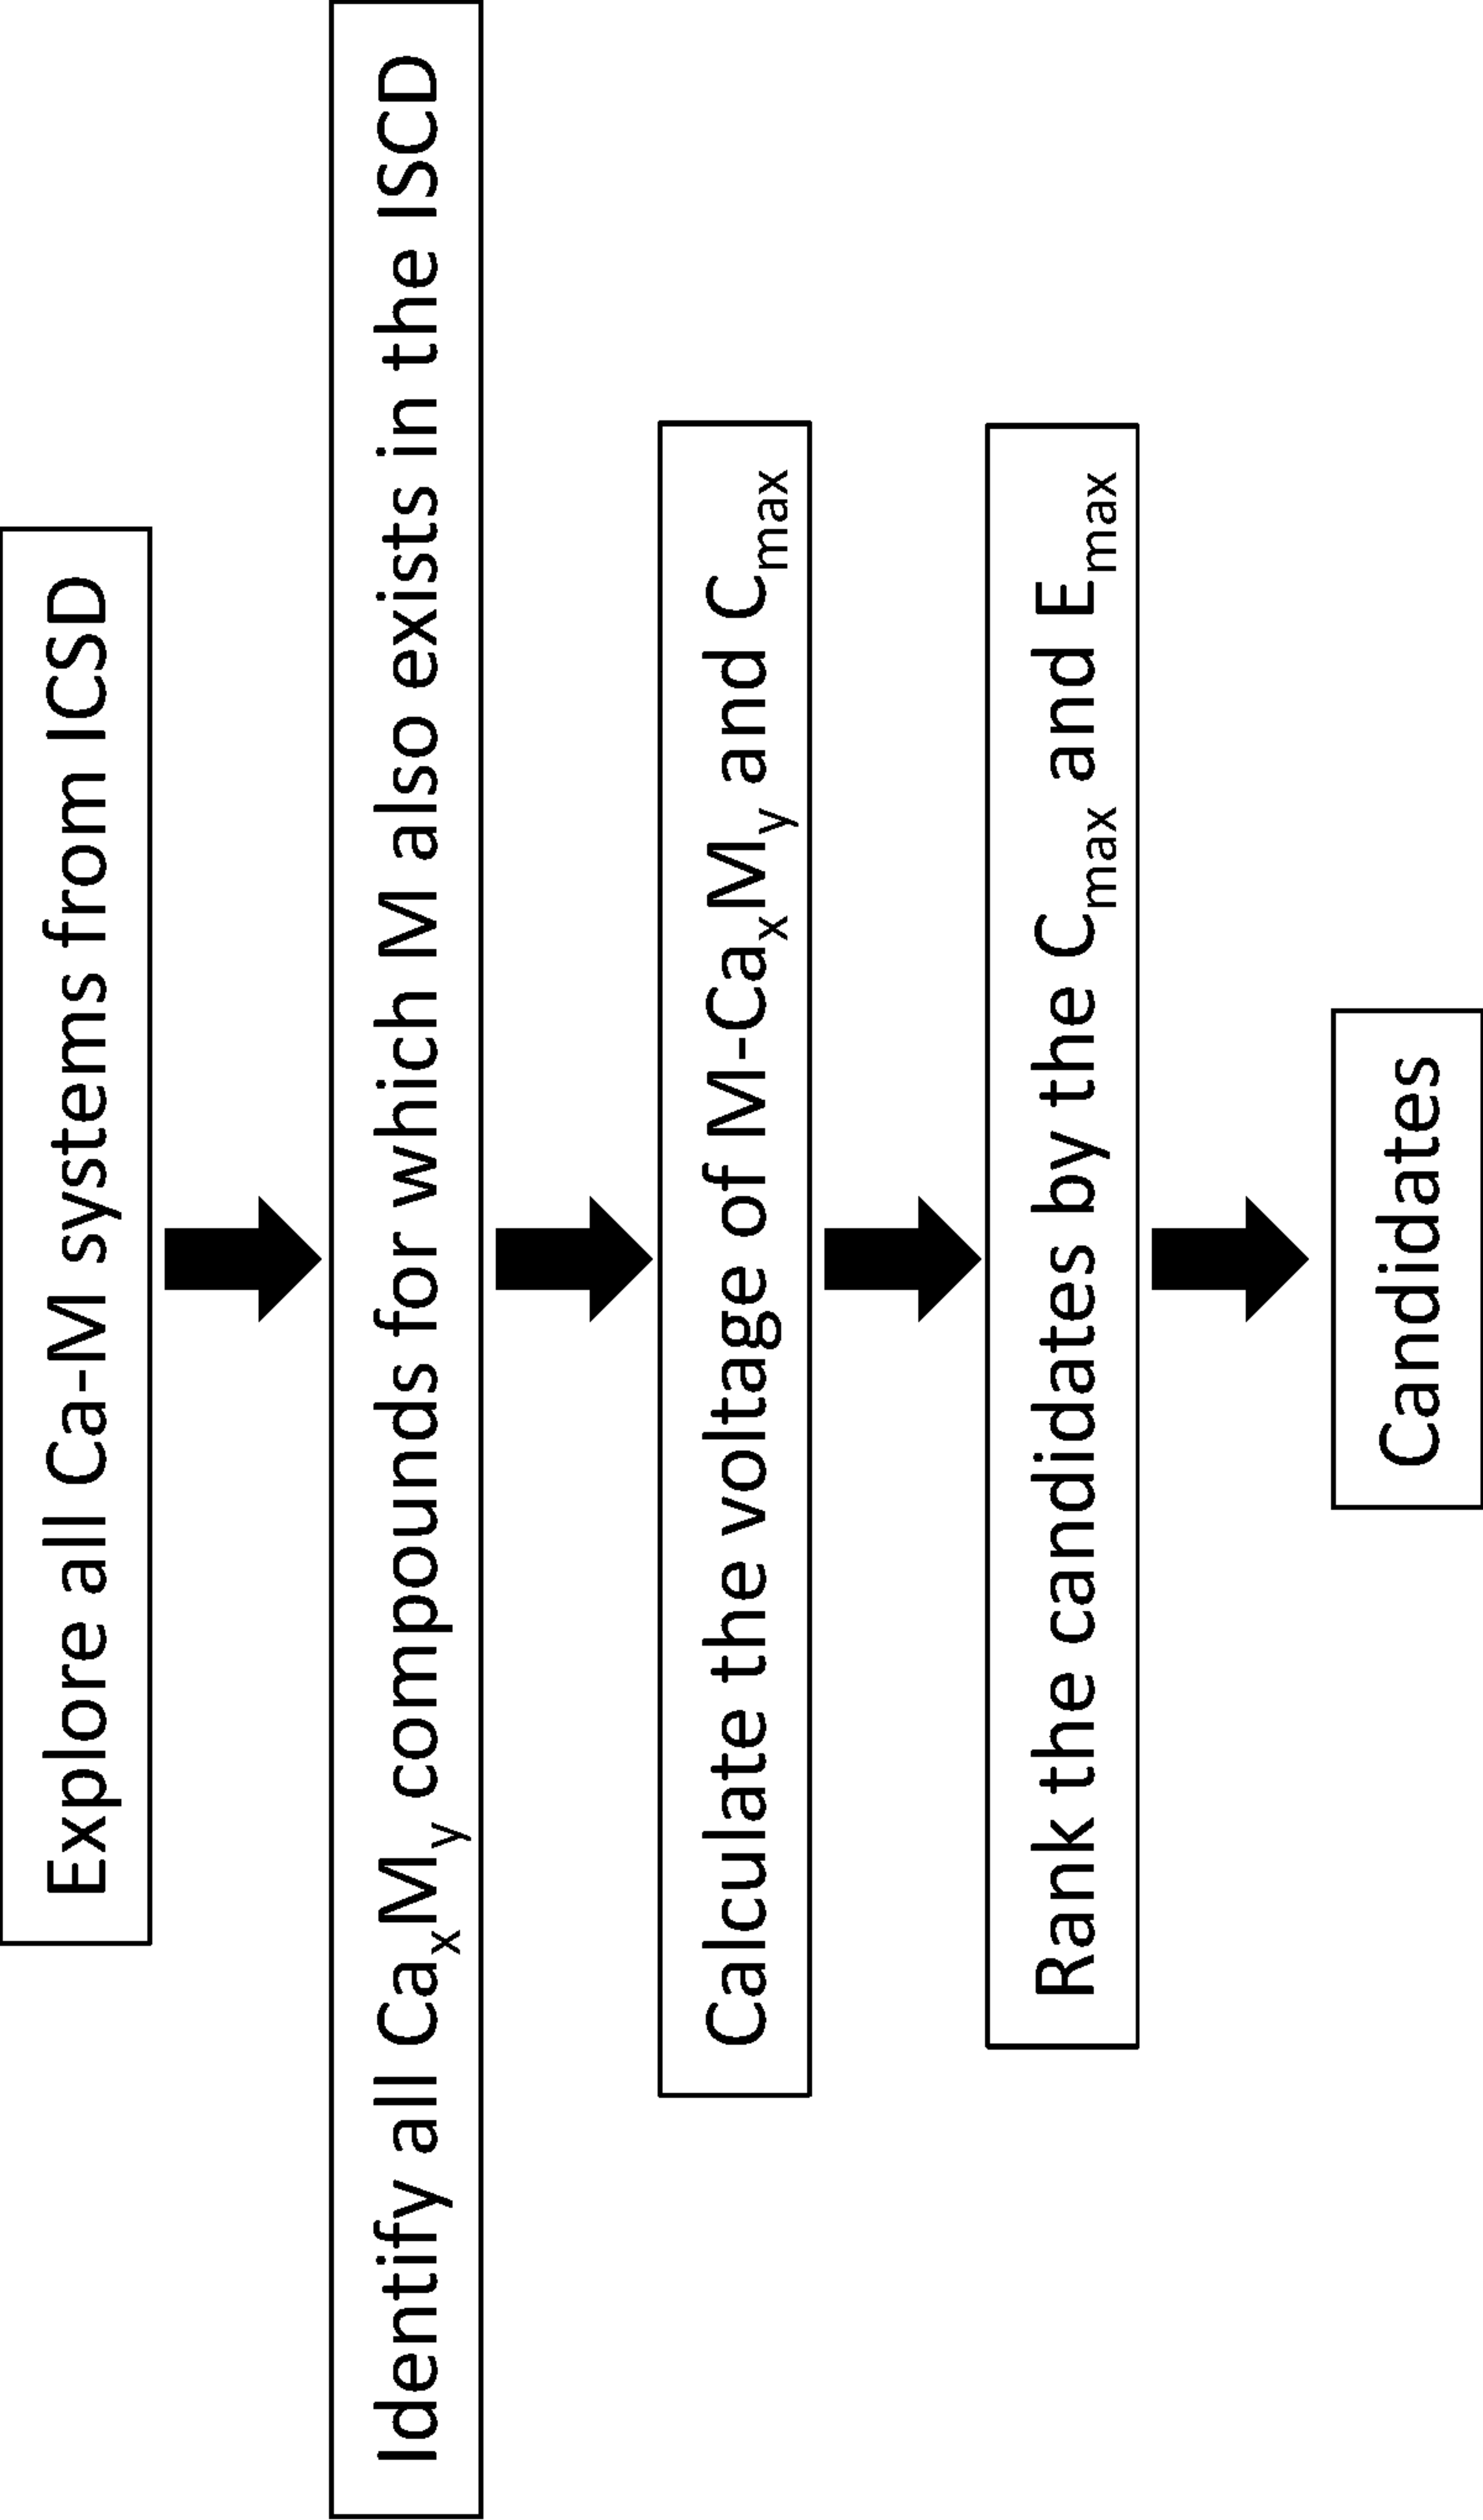 Explore all Ca-M systems from ICSD
Identify all CaxMy compounds for which M also exists in the ISCD
Calculate the voltage of M-CaxMy, and Cmax
Rank the candidates by the Cmax and Emax
Candidates